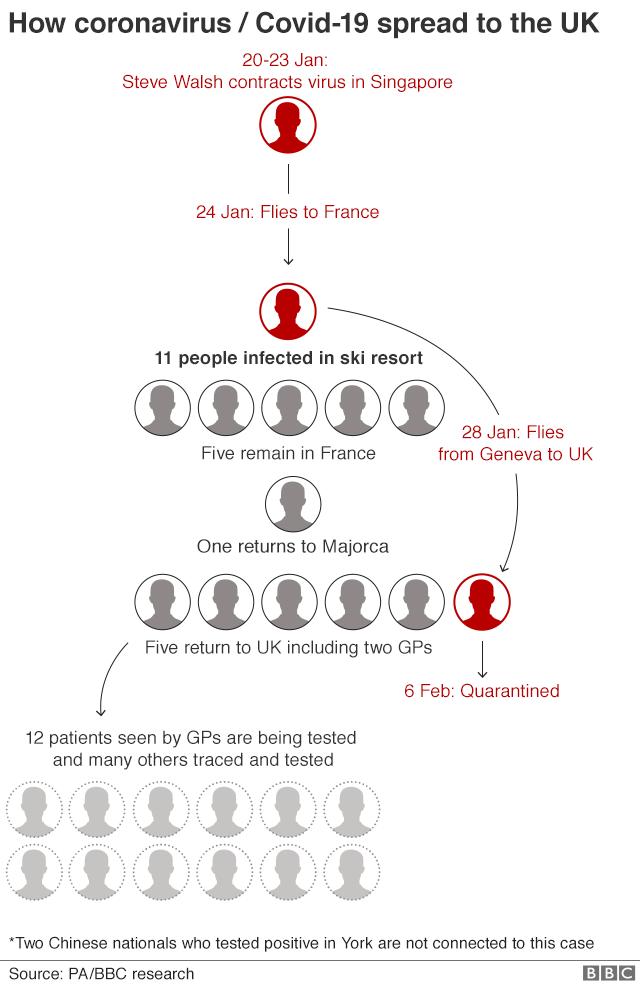 How coronavirus / Covid-19 spread to the UK
20-23 Jan:
Steve Walsh contracts virus in Singapore
24 Jan: Flies to France
11 people infected in ski resort
Five remain in France
28 Jan: Flies
from Geneva to UK
One returns to Majorca
Five return to UK including two GPs
6 Feb: Quarantined
12 patients seen by GPs are being tested
and many others traced and tested
*Two Chinese nationals who tested positive in York are not connected to this case
Source: PA/BBC research
BBC